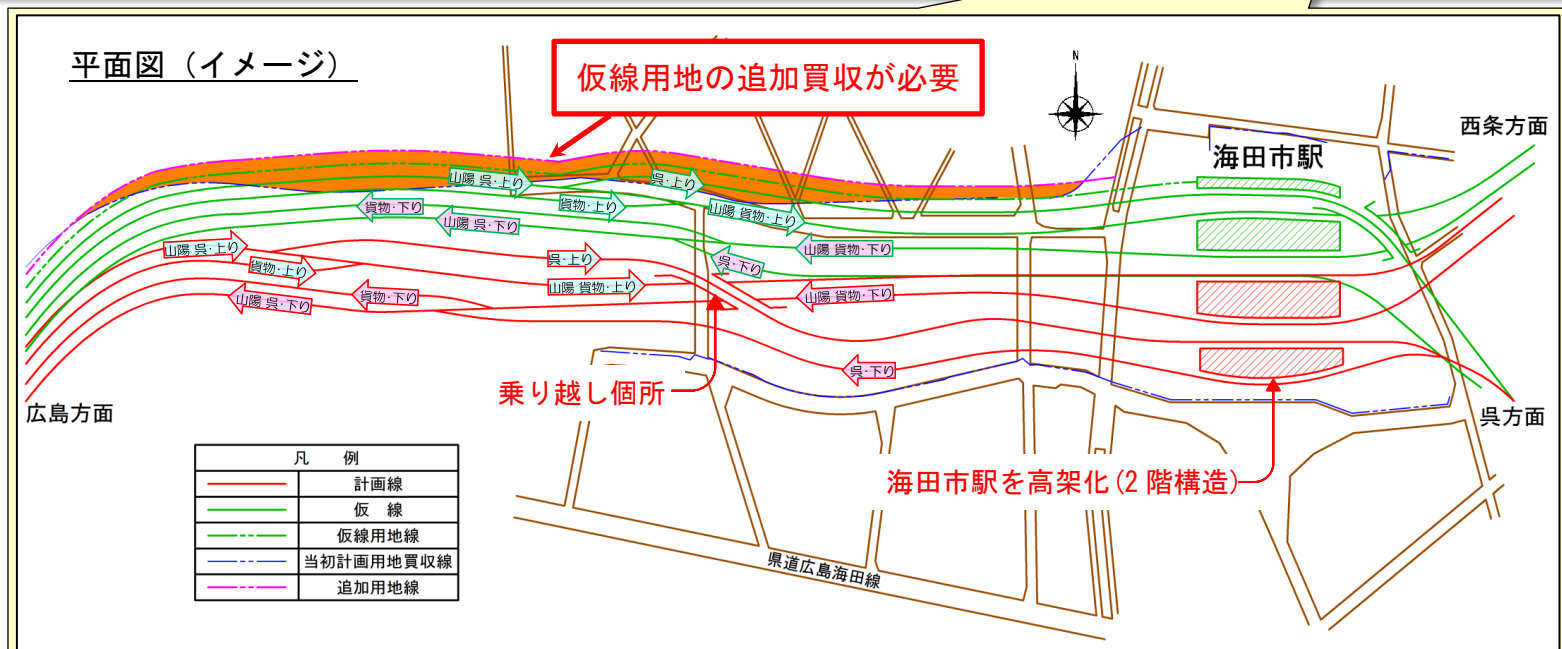 平面図（イメージ）
仮線用地の追加買収が必要
N
西条方面
海田市駅
山陽 呉・上り
呉・上り
貨物・上り
貨物・下り
山陽 貨物・上り
山陽 呉・下り
山陽 貨物・下り
山陽 呉・上り
呉・上り
呉・下り
貨物・上り
山陽 貨物・上り
山陽 呉・下り
貨物・下り
山陽 貨物・下り
呉・下り
乗り越し個所
広島方面
呉方面
海田市駅を高架化(2階構造)
凡　例
計画線
仮　線
仮線用地線
当初計画用地買収線
追加用地線
県道広島海田線